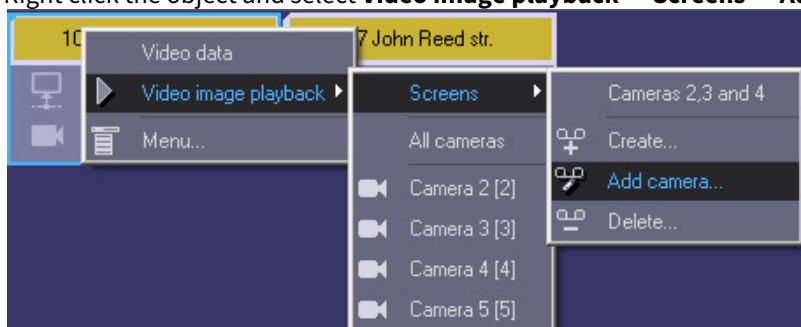 Right click the object and select Video image playback Screens
10
7 John Reed str.
Video data
Video image playback
Menu...
Screens
All cameras
Camera 2 [2]
Camera 3 [3]
Camera 4 [4]
Camera 5 [5]
Cameras 2,3 and 4
Create...
Add camera...
Delete...